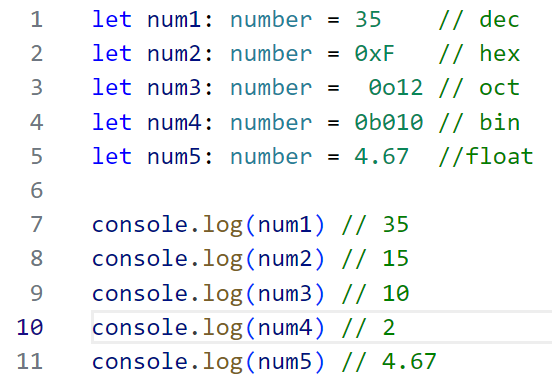 1 let num1: number = 35 // dec
2 let num2: number = 0xF // hex
3 let num3: number = 0o12 // oct
4 let num4: number = 0b010 // bin
5 let num5: number = 4.67 //float
6
7 console.log(num1) // 35
8 console.log(num2) // 15
9 console.log(num3) // 10
10 console.log(num4) // 2
11 console.log(num5) // 4.67